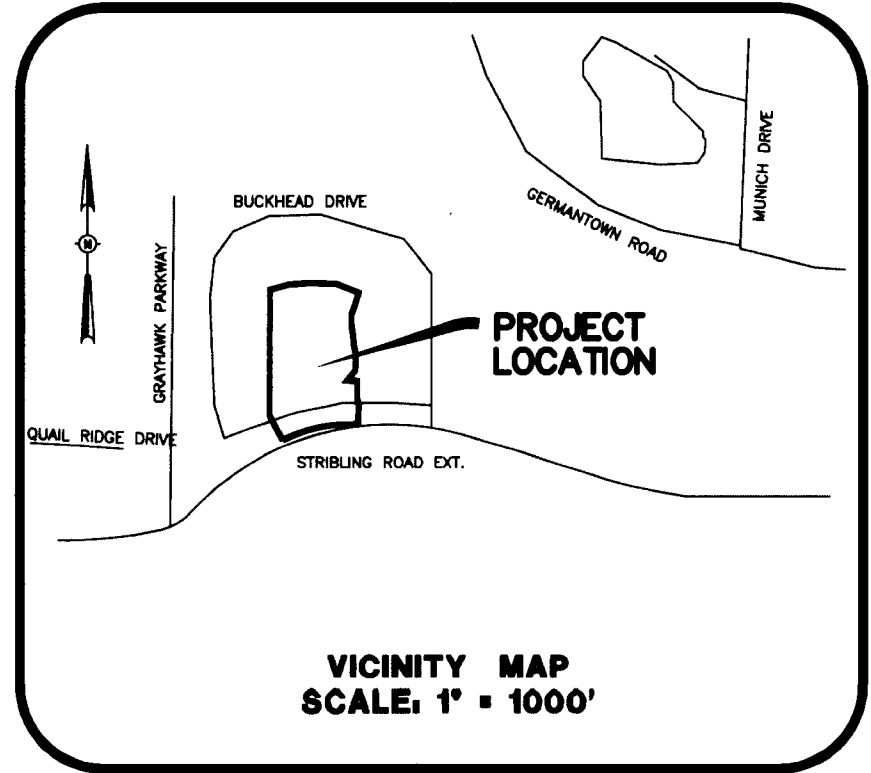 MUNICH DRIVE
BUCKHEAD DRIVE
GERMANTOWN ROAD
N
GRAYHAWK PARKWAY
PROJECT
LOCATION
QUAIL RIDGE DRIVE
STRIBLING ROAD EXT.
VICINITY MAP
SCALE: 1" = 1000'